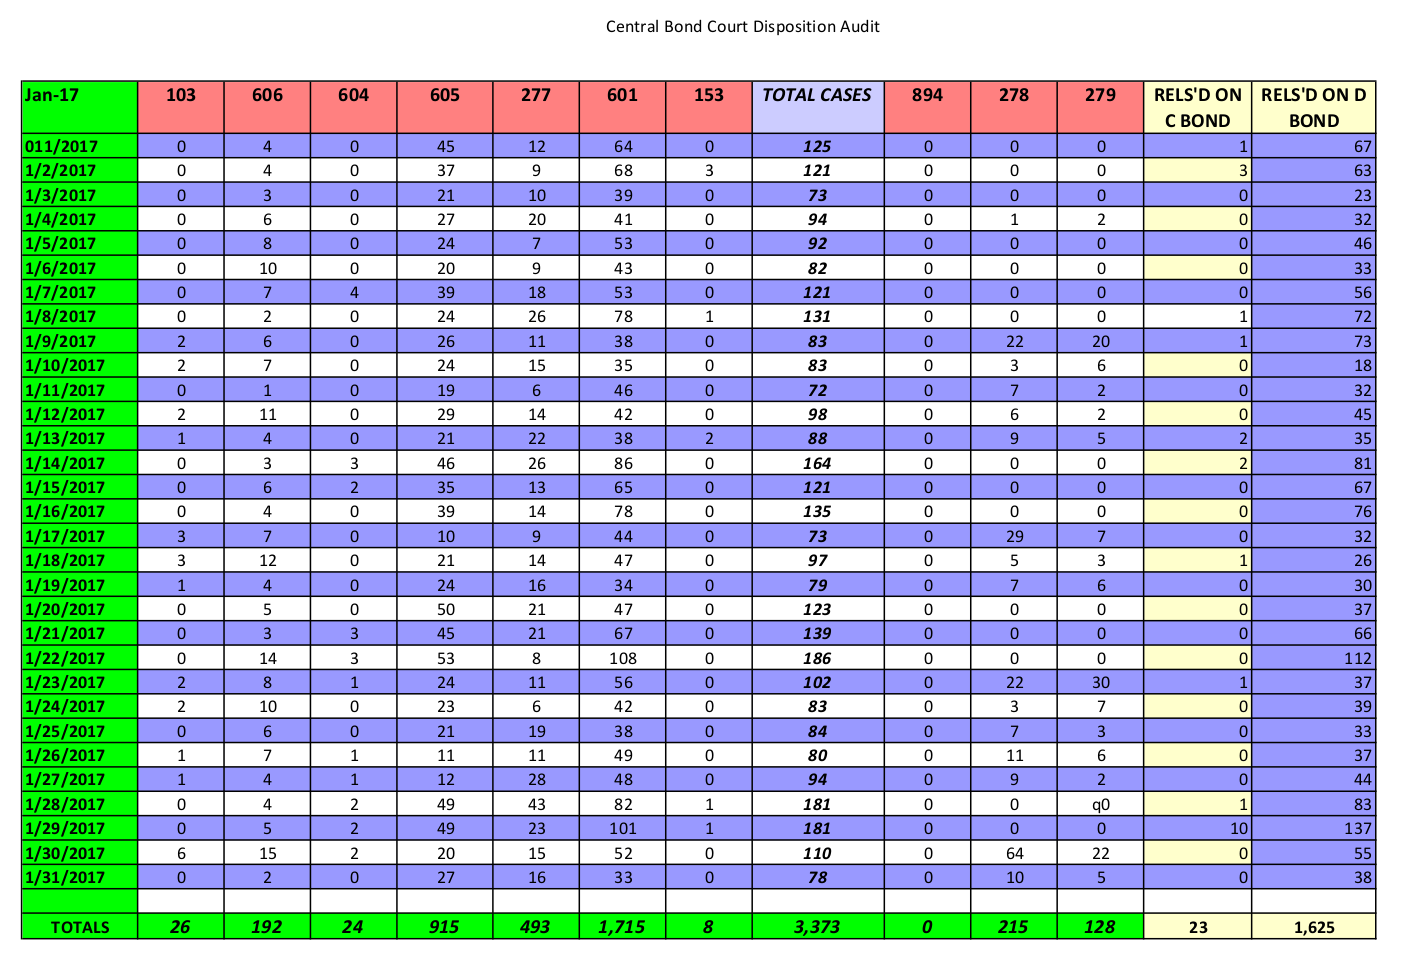 Central Bond Court Disposition Audit
Jan-17 103 606 604 605 277 601 153 TOTAL CASES 894 278 279 RELS'D ON C BOND RELS'D ON D BOND
011/2017 0 4 0 45 12 64 0 125 0 0 0 1 67
1/2/2017 0 4 0 37 9 68 3 121 0 0 0 3 63
1/3/2017 0 3 0 21 10 39 0 73 0 0 0 0 23
1/4/2017 0 6 0 27 20 41 0 94 0 1 2 0 32
1/5/2017 0 8 0 24 7 53 0 92 0 0 0 0 46
1/6/2017 0 10 0 20 9 43 0 82 0 0 0 0 33
1/7/2017 0 7 4 39 18 53 0 121 0 0 0 0 56
1/8/2017 0 2 0 24 26 78 1 131 0 0 0 1 72
1/9/2017 2 6 0 26 11 38 0 83 0 22 20 1 73
1/10/2017 2 7 0 24 15 35 0 83 0 3 6 0 18
1/11/2017 0 1 0 19 6 46 0 72 0 7 2 0 32
1/12/2017 2 11 0 29 14 42 0 98 0 6 2 0 45
1/13/2017 1 4 0 21 22 38 2 88 0 9 5 2 35
1/14/2017 0 3 3 46 26 86 0 164 0 0 0 2 81
1/15/2017 0 6 2 35 13 65 0 121 0 0 0 0 67
1/16/2017 0 4 0 39 14 78 0 135 0 0 0 0 76
1/17/2017 3 7 0 10 9 44 0 73 0 29 7 0 32
1/18/2017 3 12 0 21 14 47 0 97 0 5 3 1 26
1/19/2017 1 4 0 24 16 34 0 79 0 7 6 0 30
1/20/2017 0 5 0 50 21 47 0 123 0 0 0 0 37
1/21/2017 0 3 3 45 21 67 0 139 0 0 0 0 66
1/22/2017 0 14 3 53 8 108 0 186 0 0 0 0 112
1/23/2017 2 8 1 24 11 56 0 102 0 22 30 1 37
1/24/2017 2 10 0 23 6 42 0 83 0 3 7 0 39
1/25/2017 0 6 0 21 19 38 0 84 0 7 3 0 33
1/26/2017 1 7 1 11 11 49 0 80 0 11 6 0 37
1/27/2017 1 4 1 12 28 48 0 94 0 9 2 0 44
1/28/2017 0 4 2 49 43 82 1 181 0 0 q0 1 83
1/29/2017 0 5 2 49 23 101 1 181 0 0 0 10 137
1/30/2017 6 15 2 20 15 52 0 110 0 64 22 0 55
1/31/2017 0 2 0 27 16 33 0 78 0 10 5 0 38
TOTALS 26 192 24 915 493 1,715 8 3,373 0 215 128 23 1,625